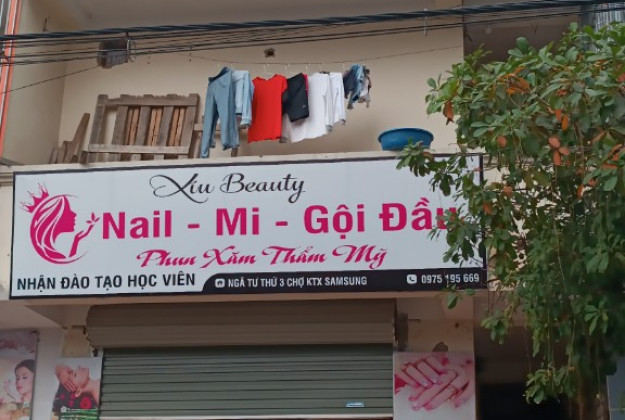 Xíu Beauty
Nail - Mi - Gội Đầu
Phun Xăm Thẩm Mỹ
NHẬN ĐÀO TẠO HỌC VIÊN
NGÃ TƯ THỨ 3 CHỢ KTX SAMSUNG
0975 195 669